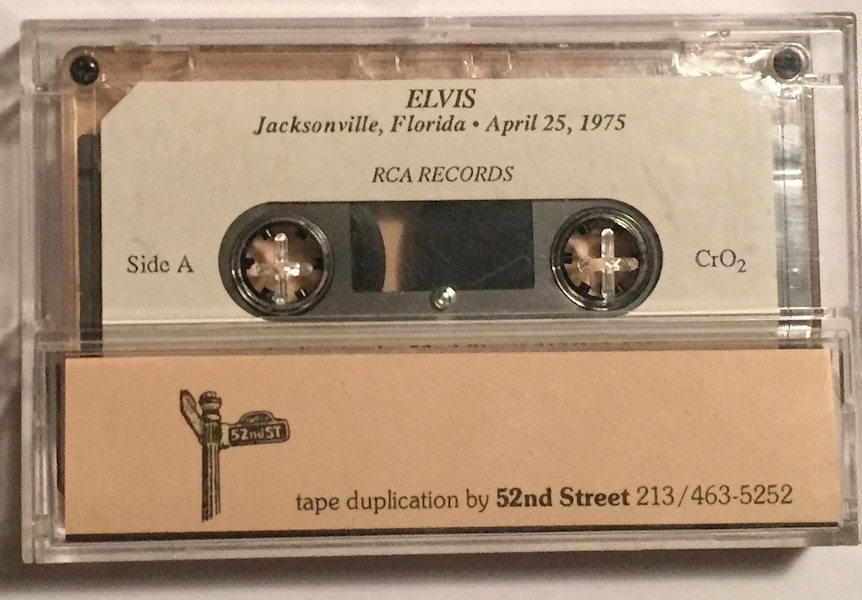 ELVIS
Jacksonville, Florida • April 25, 1975
RCA RECORDS
Side A
CrO₂
52ND ST.
tape duplication by 52nd Street 213/463-5252